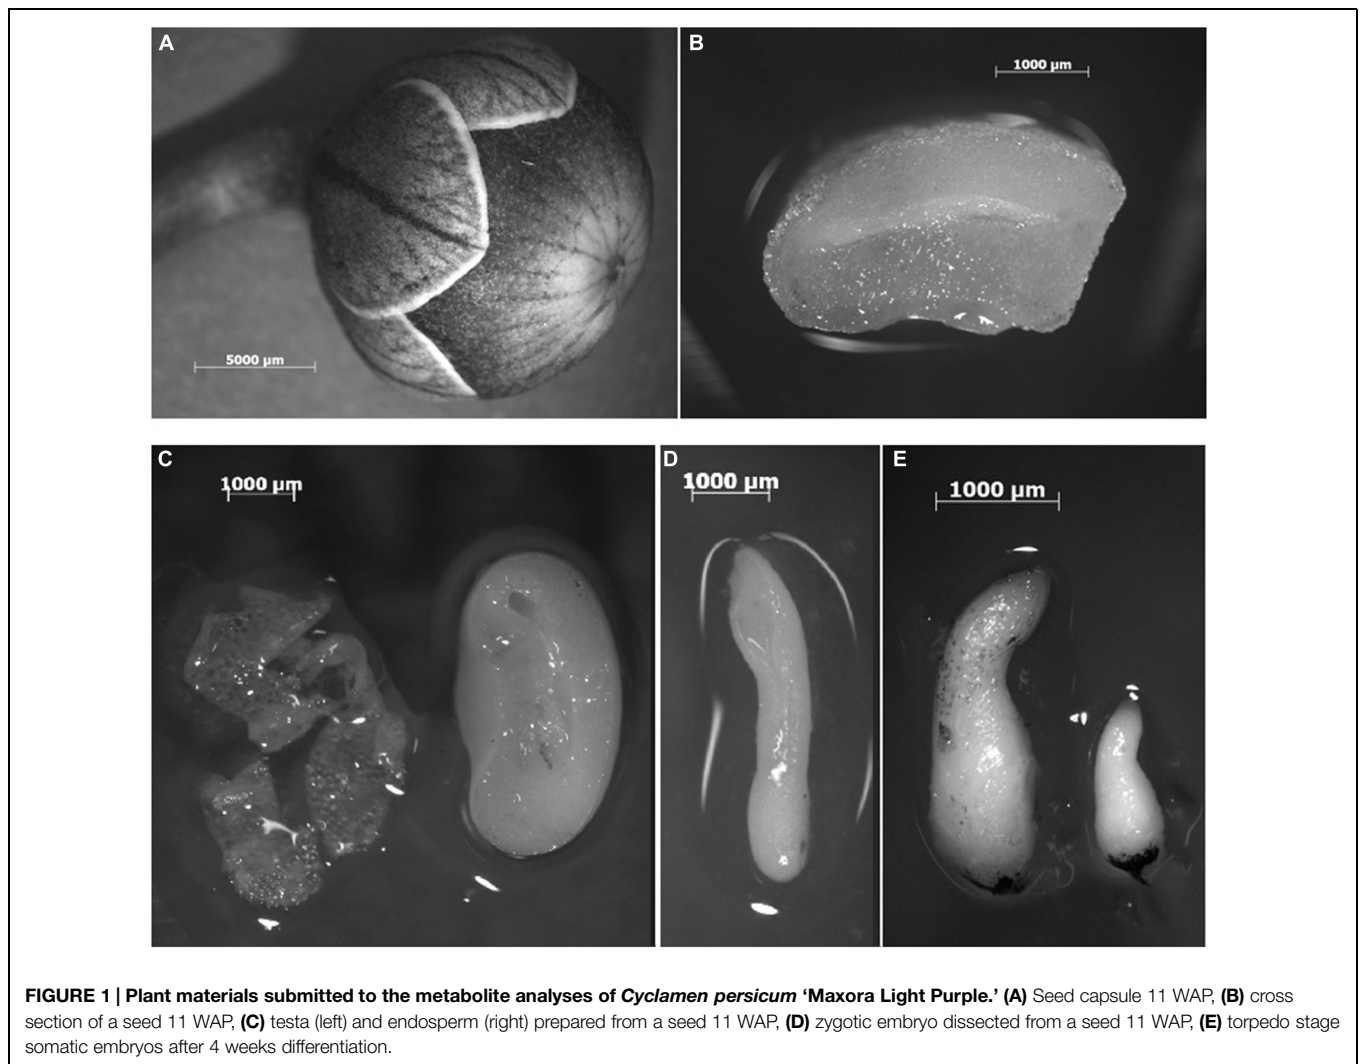 A
B
1000 µm
5000 µm
C
D
E
1000 µm
1000 µm
1000 µm
FIGURE 1 | Plant materials submitted to the metabolite analyses of Cyclamen persicum ‘Maxora Light Purple.’ (A) Seed capsule 11 WAP, (B) cross
section of a seed 11 WAP, (C) testa (left) and endosperm (right) prepared from a seed 11 WAP, (D) zygotic embryo dissected from a seed 11 WAP, (E) torpedo stage
somatic embryos after 4 weeks differentiation.